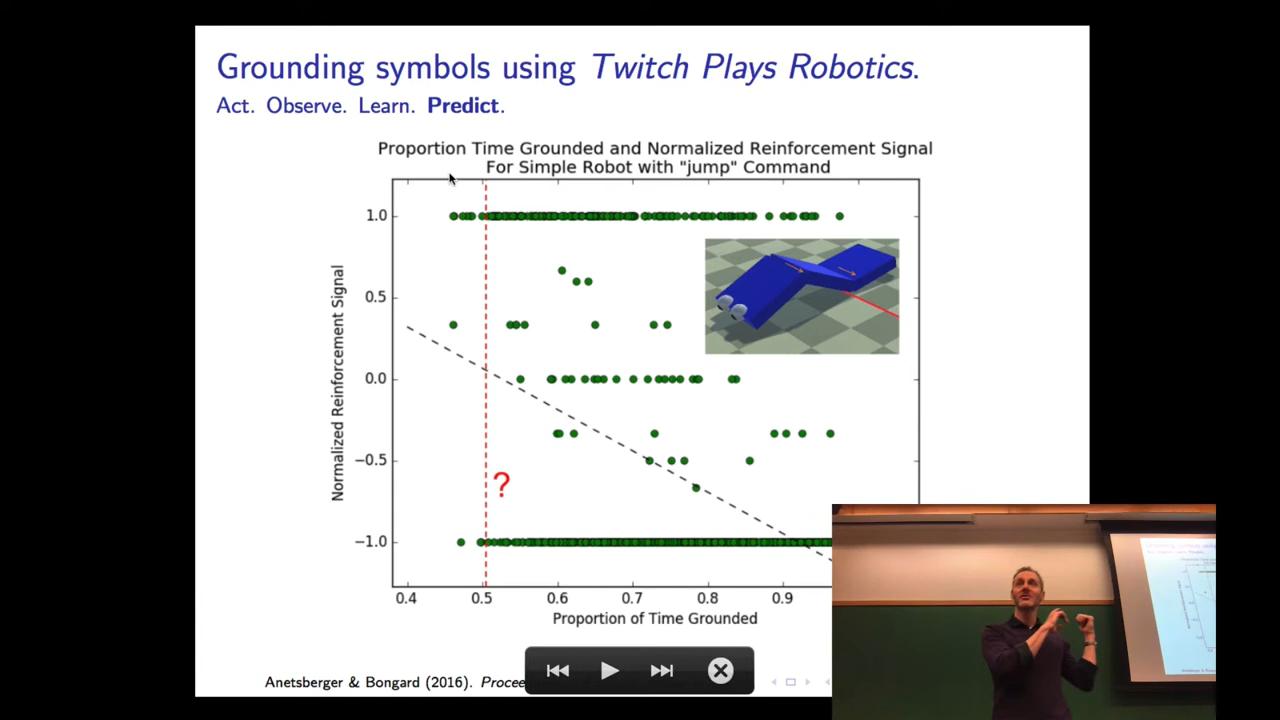 Grounding symbols using Twitch Plays Robotics.
Act. Observe. Learn. Predict.
Proportion Time Grounded and Normalized Reinforcement Signal
For Simple Robot with "jump" Command
1.0
0.5
0.0
−0.5
−1.0
Normalized Reinforcement Signal
?
0.4 0.5 0.6 0.7 0.8 0.9
Proportion of Time Grounded
Anetsberger & Bongard (2016).